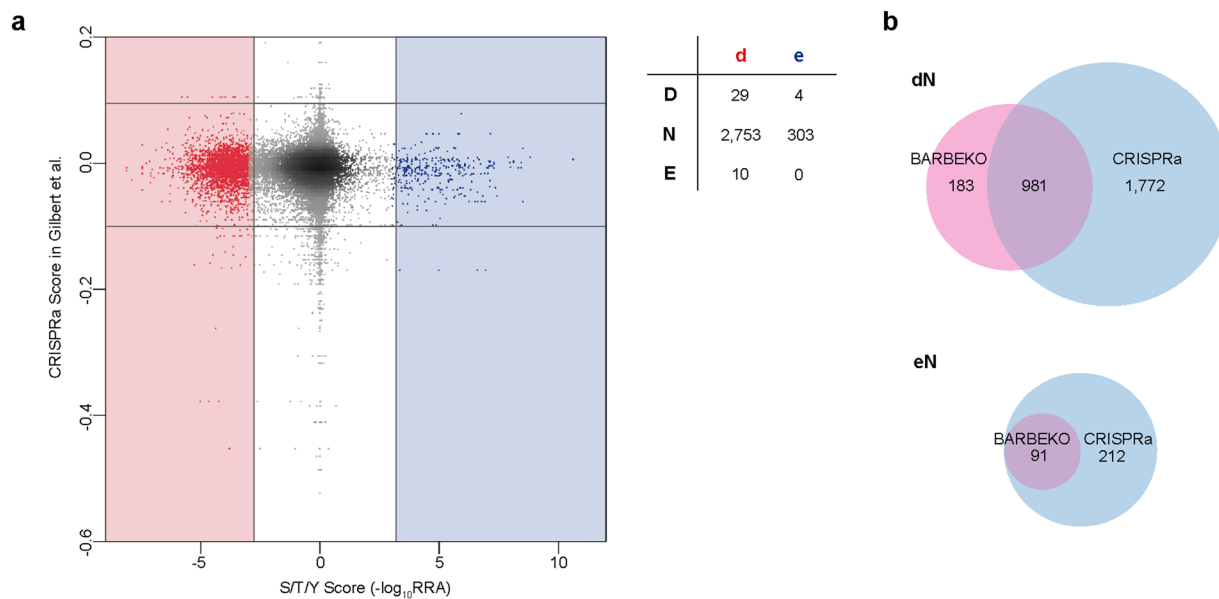 a
0.2
0.0
-0.2
-0.4
-0.6
CRISPRa Score in Gilbert et al.
-5 0 5 10
S/T/Y Score (-log10RRA)
d e
D 29 4
N 2,753 303
E 10 0
b
dN
BARBEKO
183
981
CRISPRa
1,772
eN
BARBEKO
91
CRISPRa
212